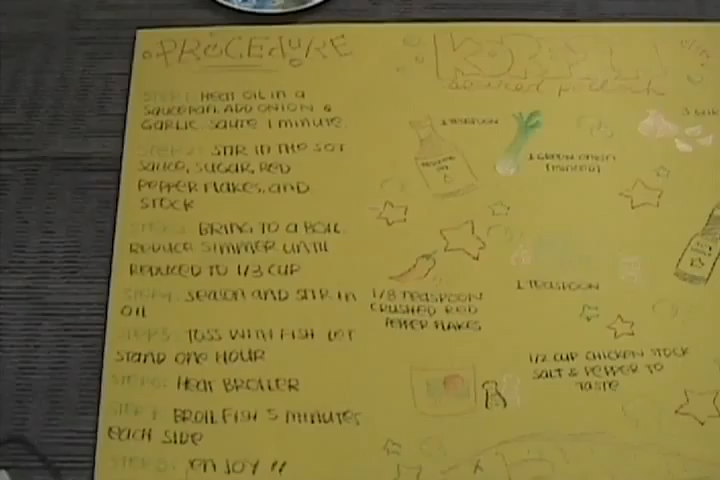 PROCEDURE
STEP 1: HEAT OIL IN A
SAUCEPAN. ADD ONION &
GARLIC. SAUTE 1 MINUTE.
STEP 2: STIR IN THE SOY
SAUCE, SUGAR, RED
PEPPER FLAKES, AND
STOCK
STEP 3: BRING TO A BOIL.
REDUCE SIMMER UNTIL
REDUCED TO 1/3 CUP
STEP 4: SEASON AND STIR IN
OIL
STEP 5: TOSS WITH FISH LET
STAND ONE HOUR
STEP 6: HEAT BROILER
STEP 7: BROIL FISH 5 MINUTES
EACH SIDE
STEP 8: ENJOY !!
KOREAN
pollock
1 GREEN ONION
(MINCED)
1/8 TEASPOON
CRUSHED RED
PEPPER FLAKES
1 TEASPOON
1/2 CUP CHICKEN STOCK
SALT & PEPPER TO
TASTE